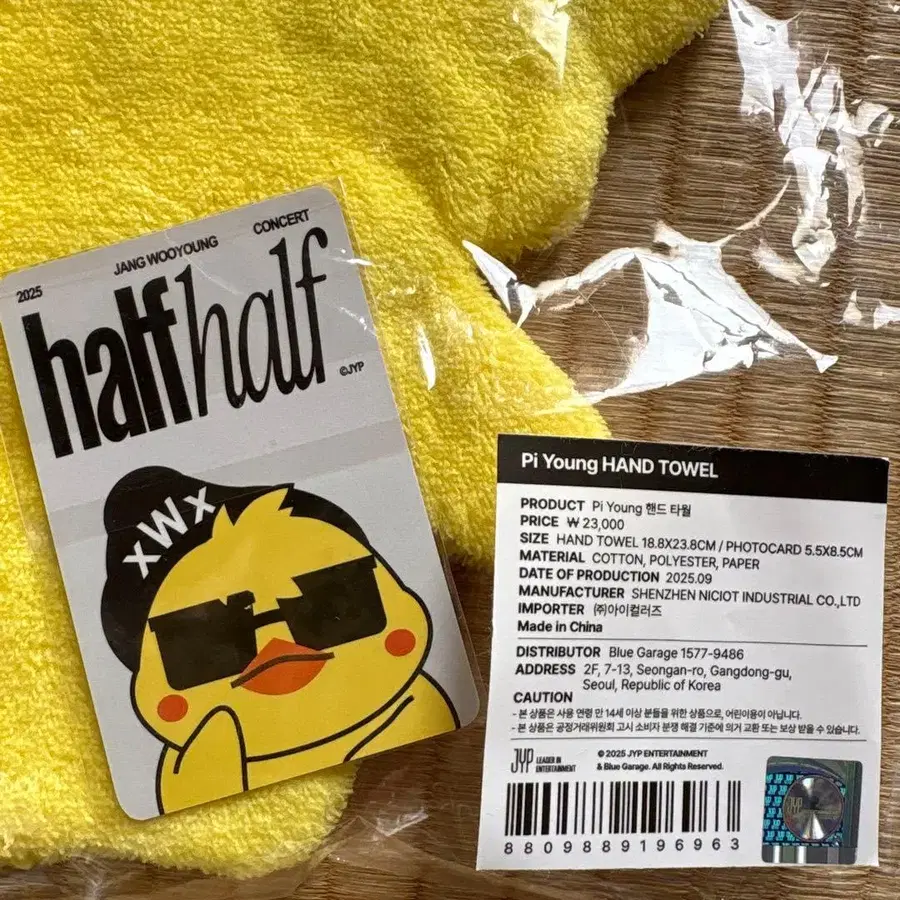 2025 JANG WOOYOUNG CONCERT
halfhalf
©JYP
xWx
Pi Young HAND TOWEL
PRODUCT Pi Young 핸드 타월
PRICE ₩ 23,000
SIZE HAND TOWEL 18.8X23.8CM / PHOTOCARD 5.5X8.5CM
MATERIAL COTTON, POLYESTER, PAPER
DATE OF PRODUCTION 2025.09
MANUFACTURER SHENZHEN NICIOT INDUSTRIAL CO.,LTD
IMPORTER ㈜아이컬러즈
Made in China
DISTRIBUTOR Blue Garage 1577-9486
ADDRESS 2F, 7-13, Seongan-ro, Gangdong-gu,
Seoul, Republic of Korea
CAUTION
- 본 상품은 사용 연령 만 14세 이상 분들을 위한 상품으로, 어린이용이 아닙니다.
- 본 상품은 공정거래위원회 고시 소비자 분쟁 해결 기준에 의거 교환 또는 보상 받을 수 있습니다.
JYP LEADER IN
ENTERTAINMENT
© 2025 JYP ENTERTAINMENT
& Blue Garage. All Rights Reserved.
8809889196963
JYP